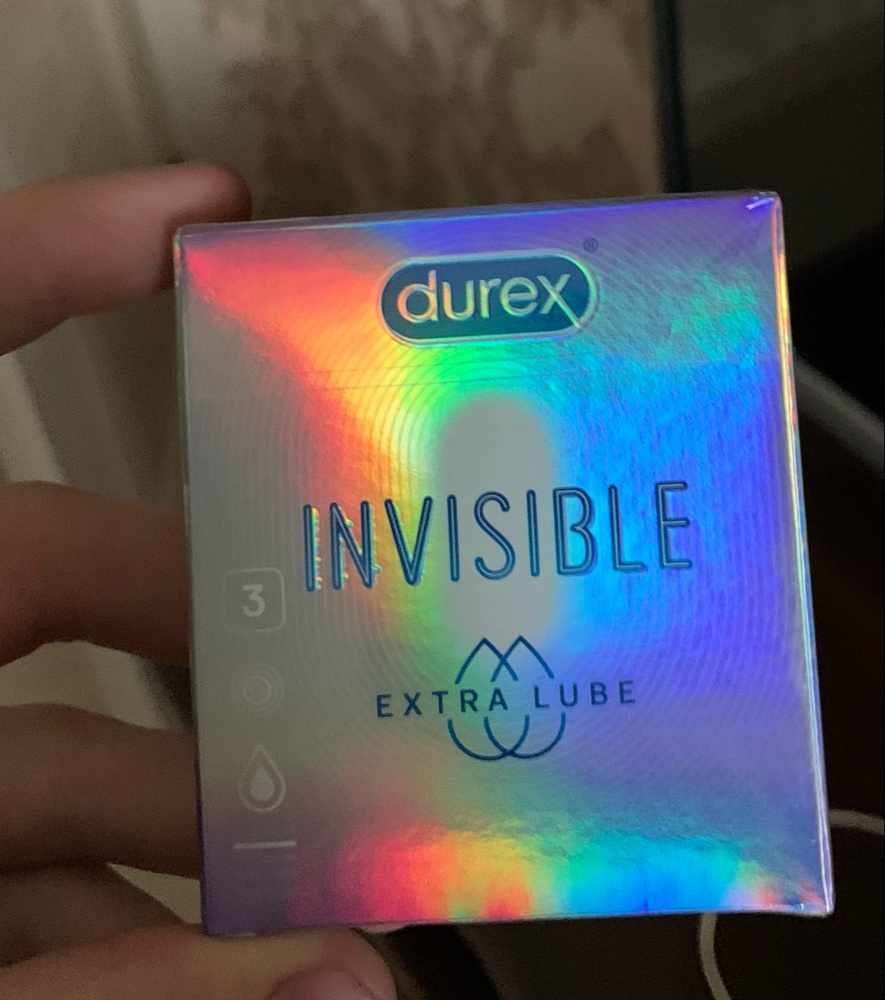 durex®
INVISIBLE
3
EXTRA LUBE